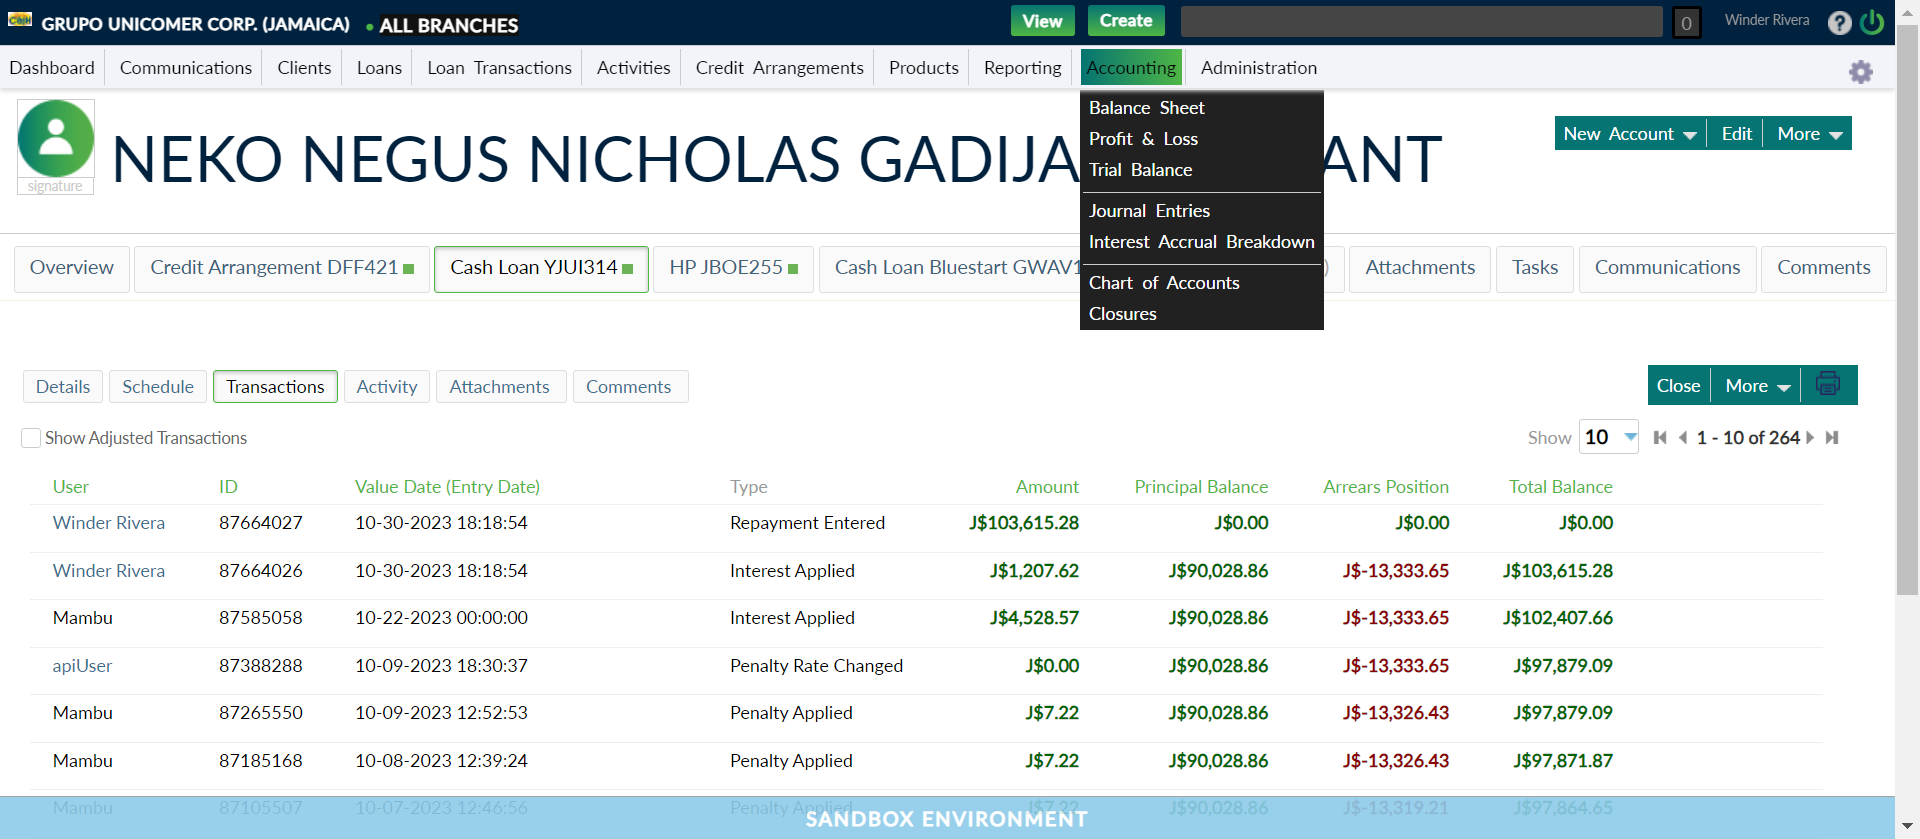 GRUPO UNICOMER CORP. (JAMAICA) • ALL BRANCHES View Create 0 Winder Rivera ?
Dashboard Communications Clients Loans Loan Transactions Activities Credit Arrangements Products Reporting Accounting Administration
Balance Sheet
Profit & Loss
Trial Balance
Journal Entries
Interest Accrual Breakdown
Chart of Accounts
Closures
signature
NEKO NEGUS NICHOLAS GADIJA ANT
New Account Edit More
Overview Credit Arrangement DFF421 Cash Loan YJUI314 HP JBOE255 Cash Loan Bluestart GWAV1 ) Attachments Tasks Communications Comments
Details Schedule Transactions Activity Attachments Comments
Close More
Show Adjusted Transactions
Show 10 1 - 10 of 264
User ID Value Date (Entry Date) Type Amount Principal Balance Arrears Position Total Balance
Winder Rivera 87664027 10-30-2023 18:18:54 Repayment Entered J$103,615.28 J$0.00 J$0.00 J$0.00
Winder Rivera 87664026 10-30-2023 18:18:54 Interest Applied J$1,207.62 J$90,028.86 J$-13,333.65 J$103,615.28
Mambu 87585058 10-22-2023 00:00:00 Interest Applied J$4,528.57 J$90,028.86 J$-13,333.65 J$102,407.66
apiUser 87388288 10-09-2023 18:30:37 Penalty Rate Changed J$0.00 J$90,028.86 J$-13,333.65 J$97,879.09
Mambu 87265550 10-09-2023 12:52:53 Penalty Applied J$7.22 J$90,028.86 J$-13,326.43 J$97,879.09
Mambu 87185168 10-08-2023 12:39:24 Penalty Applied J$7.22 J$90,028.86 J$-13,326.43 J$97,871.87
Mambu 87105507 10-07-2023 12:46:56 Penalty Applied J$7.22 J$90,028.86 J$-13,319.21 J$97,864.65
SANDBOX ENVIRONMENT